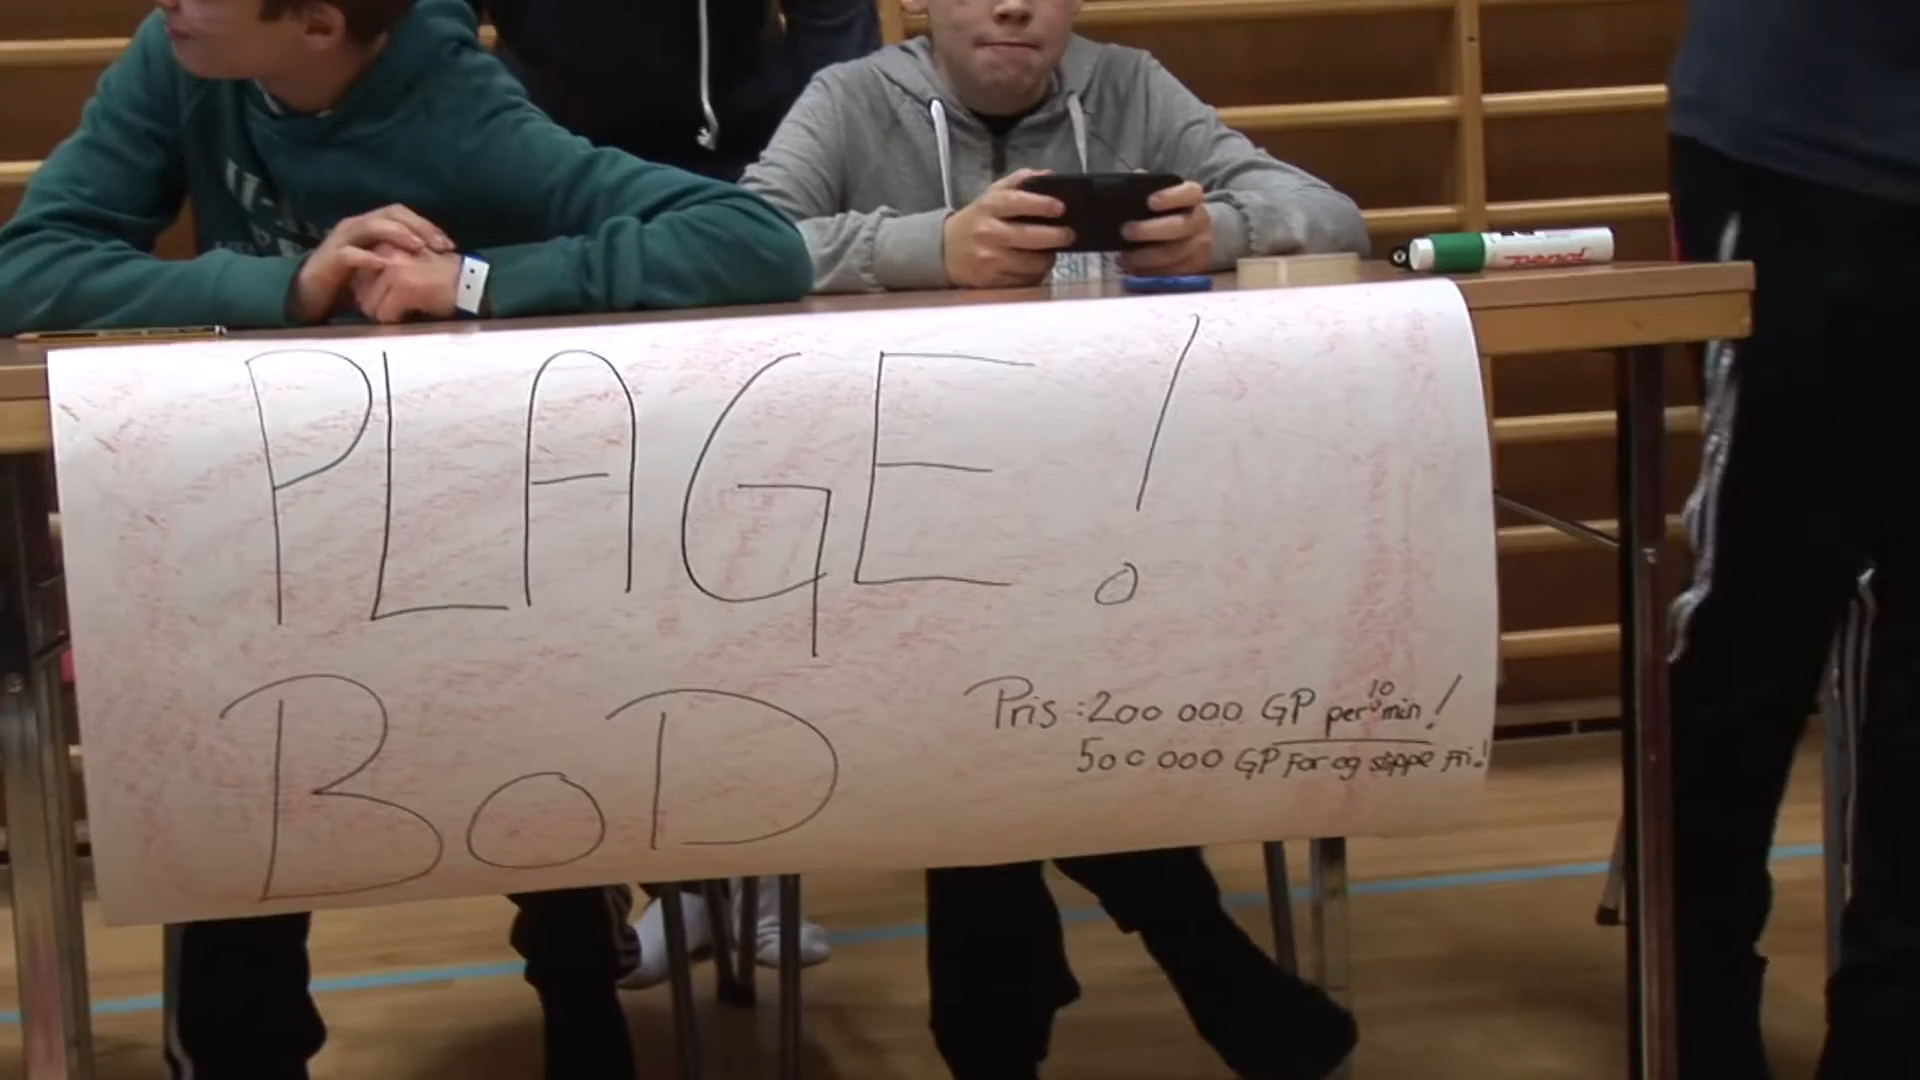 PLAGE!
BOD
Pris : 200 000 GP per 10 min!
500 000 GP For og slippe Fri!